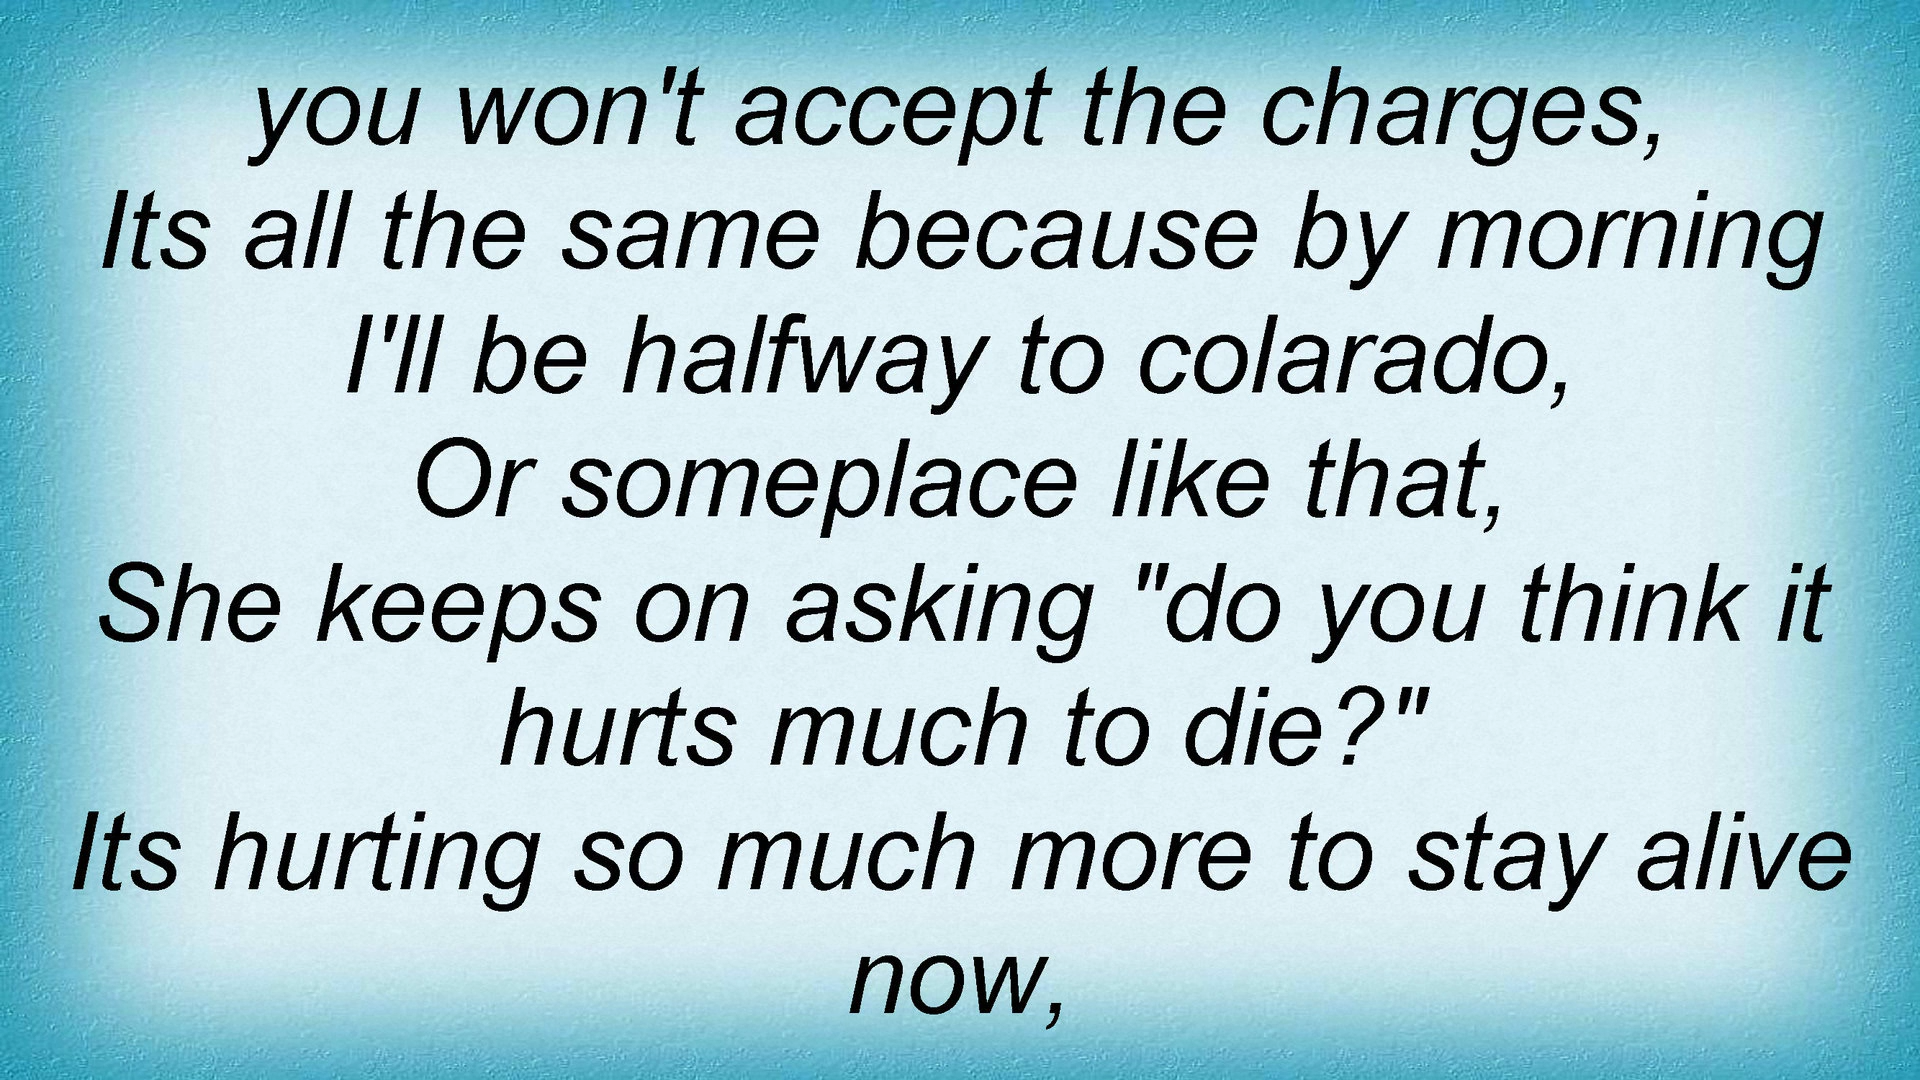 you won't accept the charges,
Its all the same because by morning
I'll be halfway to colarado,
Or someplace like that,
She keeps on asking "do you think it
hurts much to die?"
Its hurting so much more to stay alive
now,